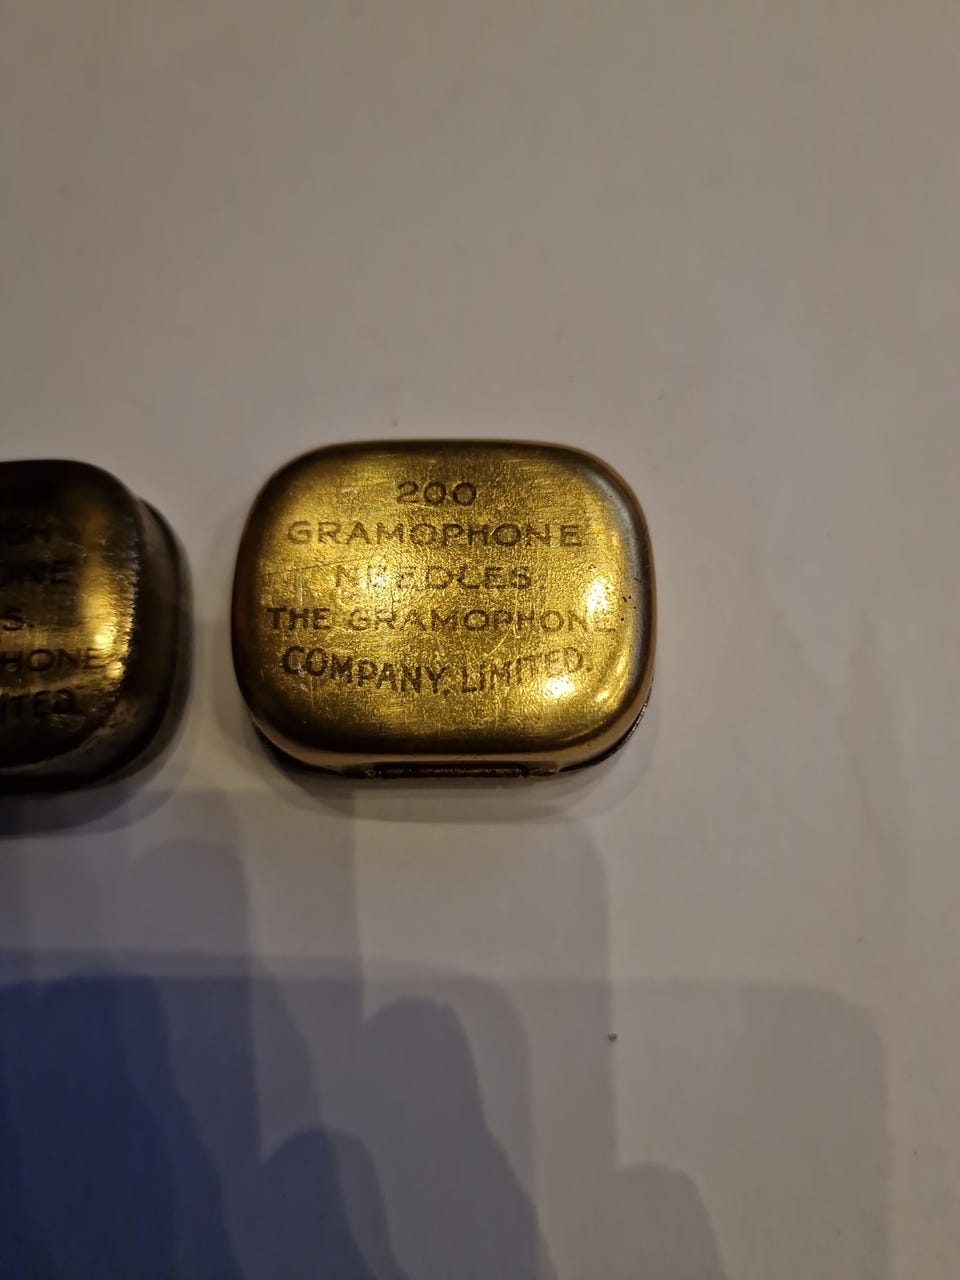 200
GRAMOPHONE
NEEDLES
THE GRAMOPHONE
COMPANY, LIMITED.
S.